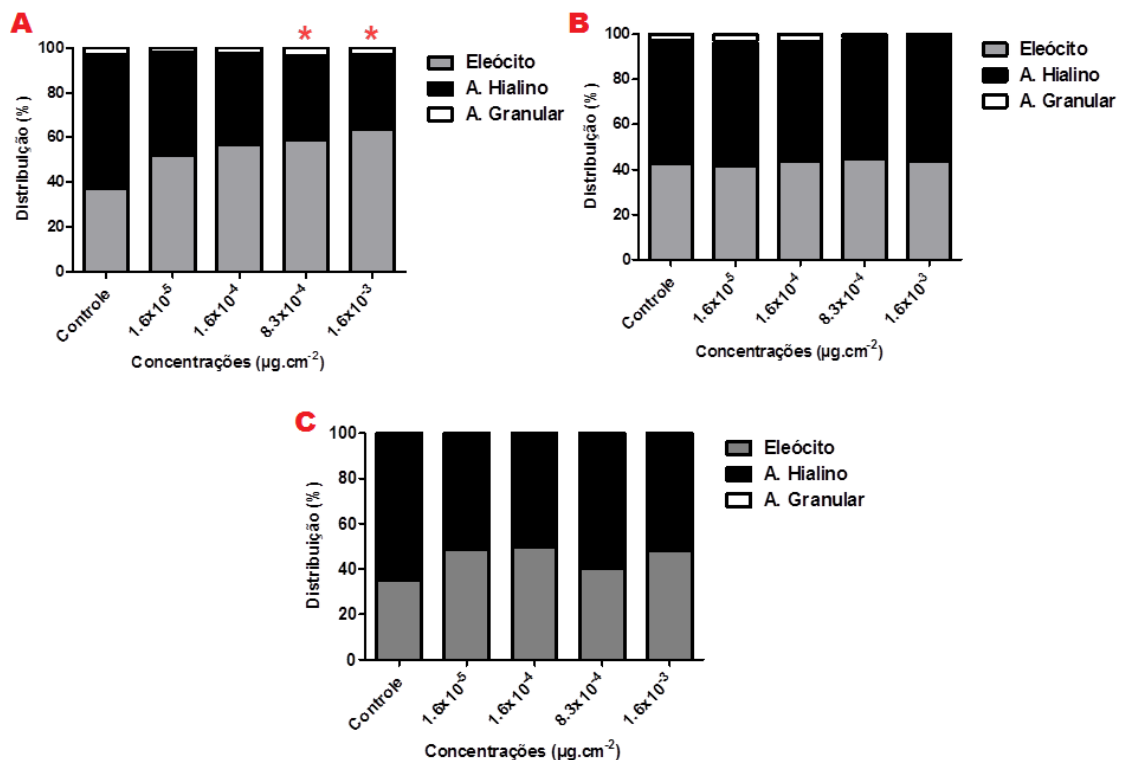 A
* *
100
80
60
40
20
0
Distribuição (%)
Controle
1.6x10⁻⁵
1.6x10⁻⁴
8.3x10⁻⁴
1.6x10⁻³
Concentrações (µg.cm⁻²)
Eleócito
A. Hialino
A. Granular
B
100
80
60
40
20
0
Distribuição (%)
Controle
1.6x10⁻⁵
1.6x10⁻⁴
8.3x10⁻⁴
1.6x10⁻³
Concentrações (µg.cm⁻²)
Eleócito
A. Hialino
A. Granular
C
100
80
60
40
20
0
Distribuição (%)
Controle
1.6x10⁻⁵
1.6x10⁻⁴
8.3x10⁻⁴
1.6x10⁻³
Concentrações (µg.cm⁻²)
Eleócito
A. Hialino
A. Granular